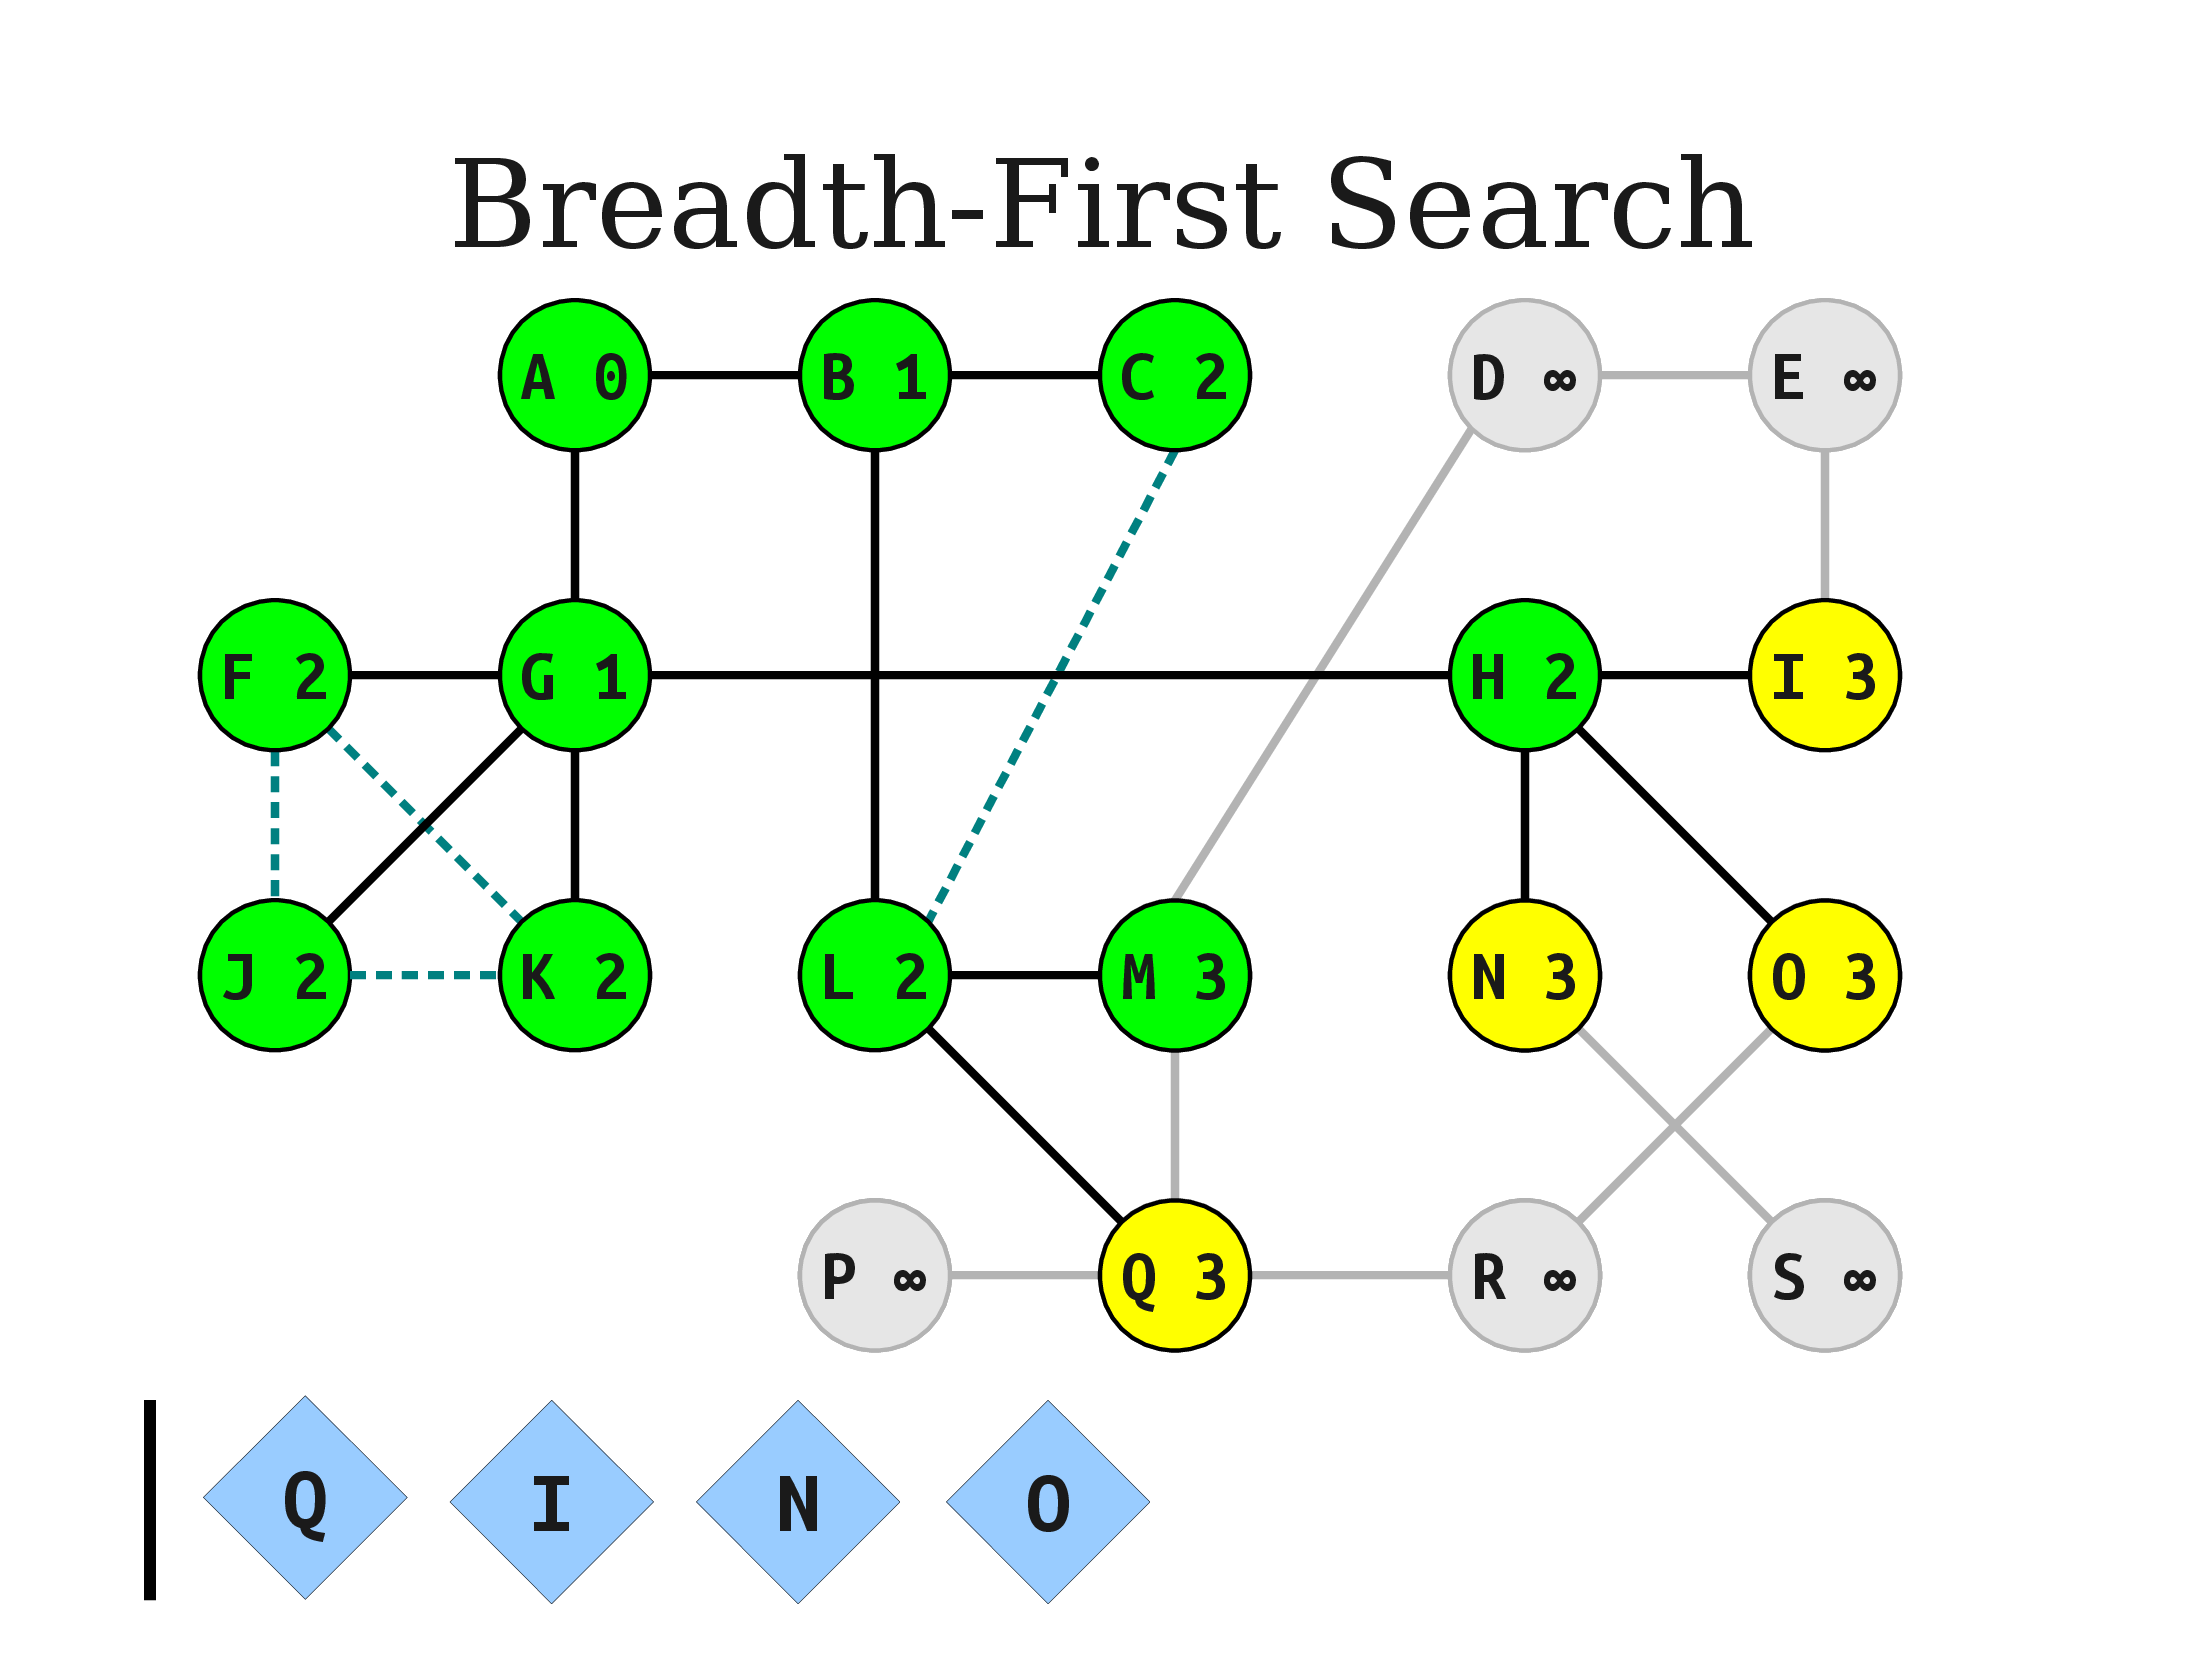 Breadth-First Search
A 0 B 1 C 2 D ∞ E ∞
F 2 G 1 H 2 I 3
J 2 K 2 L 2 M 3 N 3 O 3
P ∞ Q 3 R ∞ S ∞
Q I N O